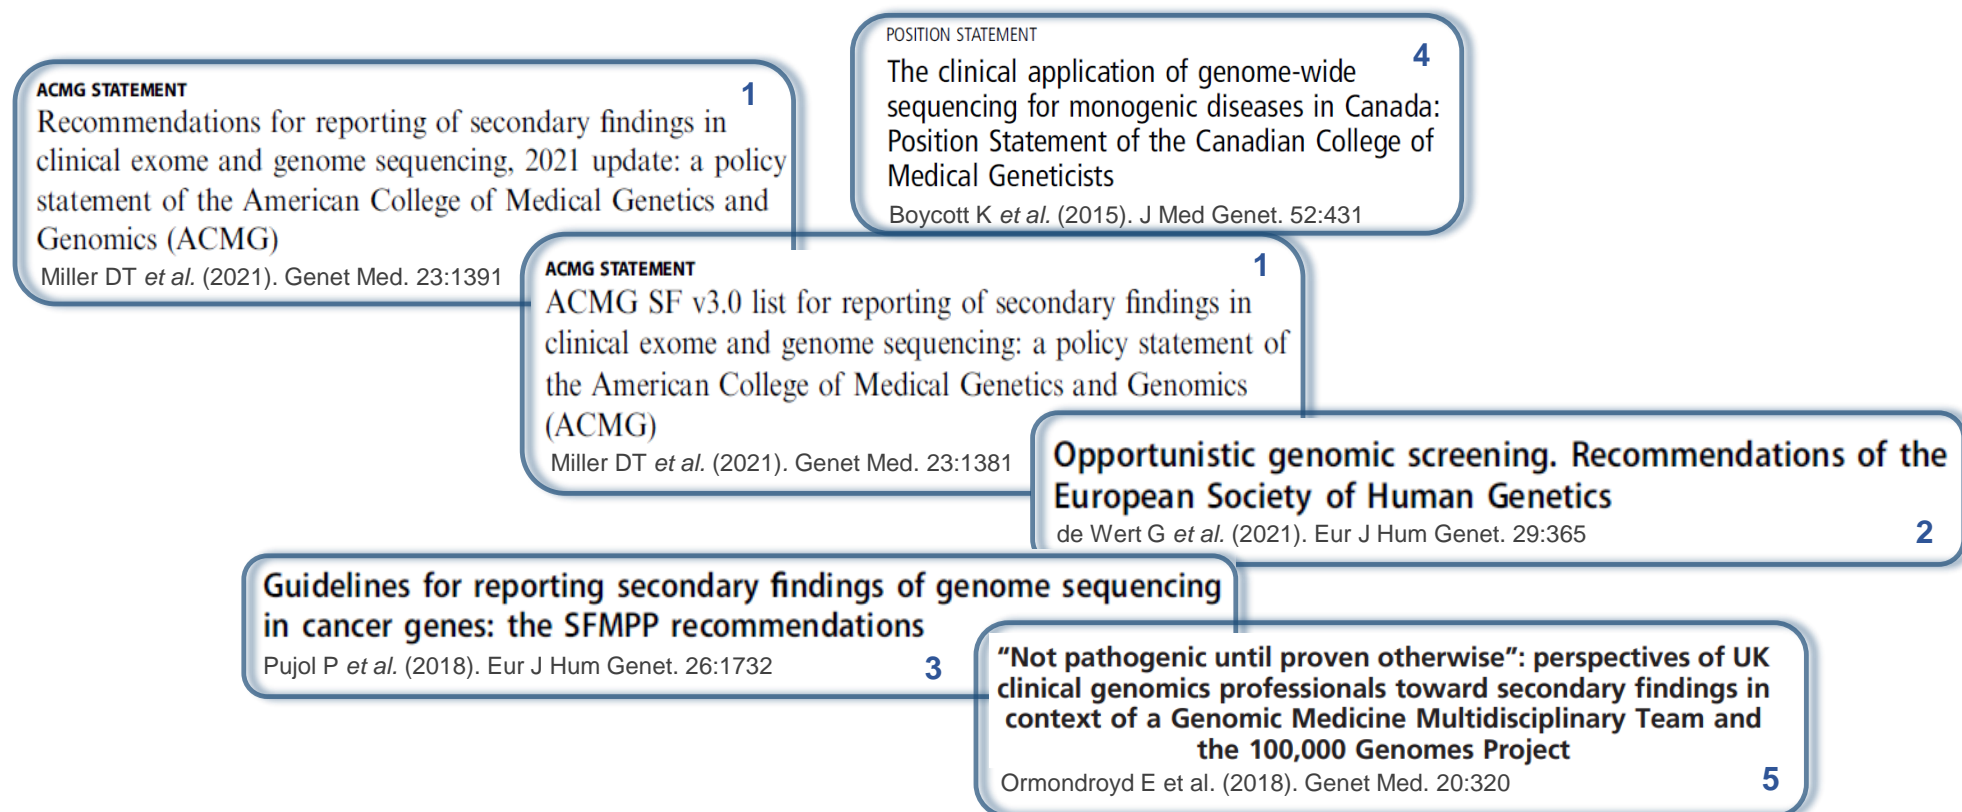 ACMG STATEMENT
1
Recommendations for reporting of secondary findings in
clinical exome and genome sequencing, 2021 update: a policy
statement of the American College of Medical Genetics and
Genomics (ACMG)
Miller DT et al. (2021). Genet Med. 23:1391
POSITION STATEMENT
4
The clinical application of genome-wide
sequencing for monogenic diseases in Canada:
Position Statement of the Canadian College of
Medical Geneticists
Boycott K et al. (2015). J Med Genet. 52:431
ACMG STATEMENT
1
ACMG SF v3.0 list for reporting of secondary findings in
clinical exome and genome sequencing: a policy statement of
the American College of Medical Genetics and Genomics
(ACMG)
Miller DT et al. (2021). Genet Med. 23:1381
Opportunistic genomic screening. Recommendations of the
European Society of Human Genetics
de Wert G et al. (2021). Eur J Hum Genet. 29:365
2
Guidelines for reporting secondary findings of genome sequencing
in cancer genes: the SFMPP recommendations
Pujol P et al. (2018). Eur J Hum Genet. 26:1732
3
“Not pathogenic until proven otherwise”: perspectives of UK
clinical genomics professionals toward secondary findings in
context of a Genomic Medicine Multidisciplinary Team and
the 100,000 Genomes Project
Ormondroyd E et al. (2018). Genet Med. 20:320
5